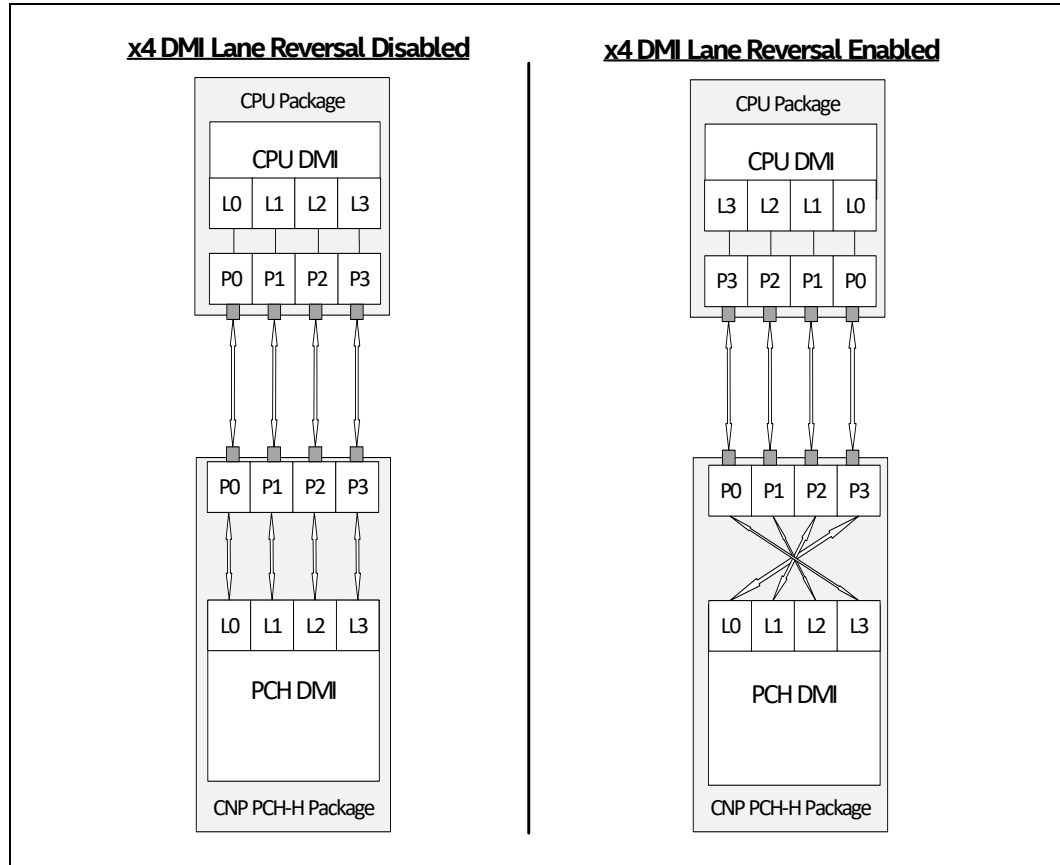 x4 DMI Lane Reversal Disabled
CPU Package
CPU DMI
L0 L1 L2 L3
P0 P1 P2 P3
P0 P1 P2 P3
L0 L1 L2 L3
PCH DMI
CNP PCH-H Package
x4 DMI Lane Reversal Enabled
CPU Package
CPU DMI
L3 L2 L1 L0
P3 P2 P1 P0
P0 P1 P2 P3
L0 L1 L2 L3
PCH DMI
CNP PCH-H Package